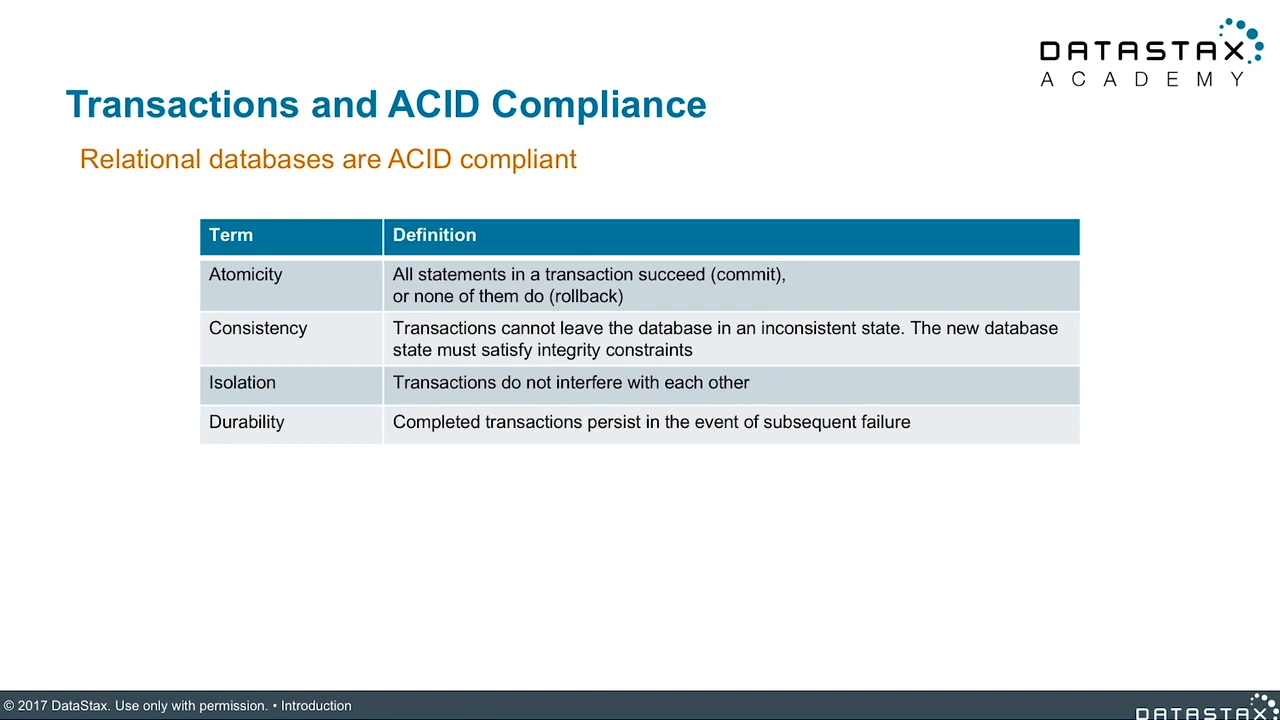 DATASTAX
ACADEMY
Transactions and ACID Compliance
Relational databases are ACID compliant
Term Definition
Atomicity All statements in a transaction succeed (commit),
or none of them do (rollback)
Consistency Transactions cannot leave the database in an inconsistent state. The new database
state must satisfy integrity constraints
Isolation Transactions do not interfere with each other
Durability Completed transactions persist in the event of subsequent failure
© 2017 DataStax. Use only with permission. • Introduction
DATASTAX